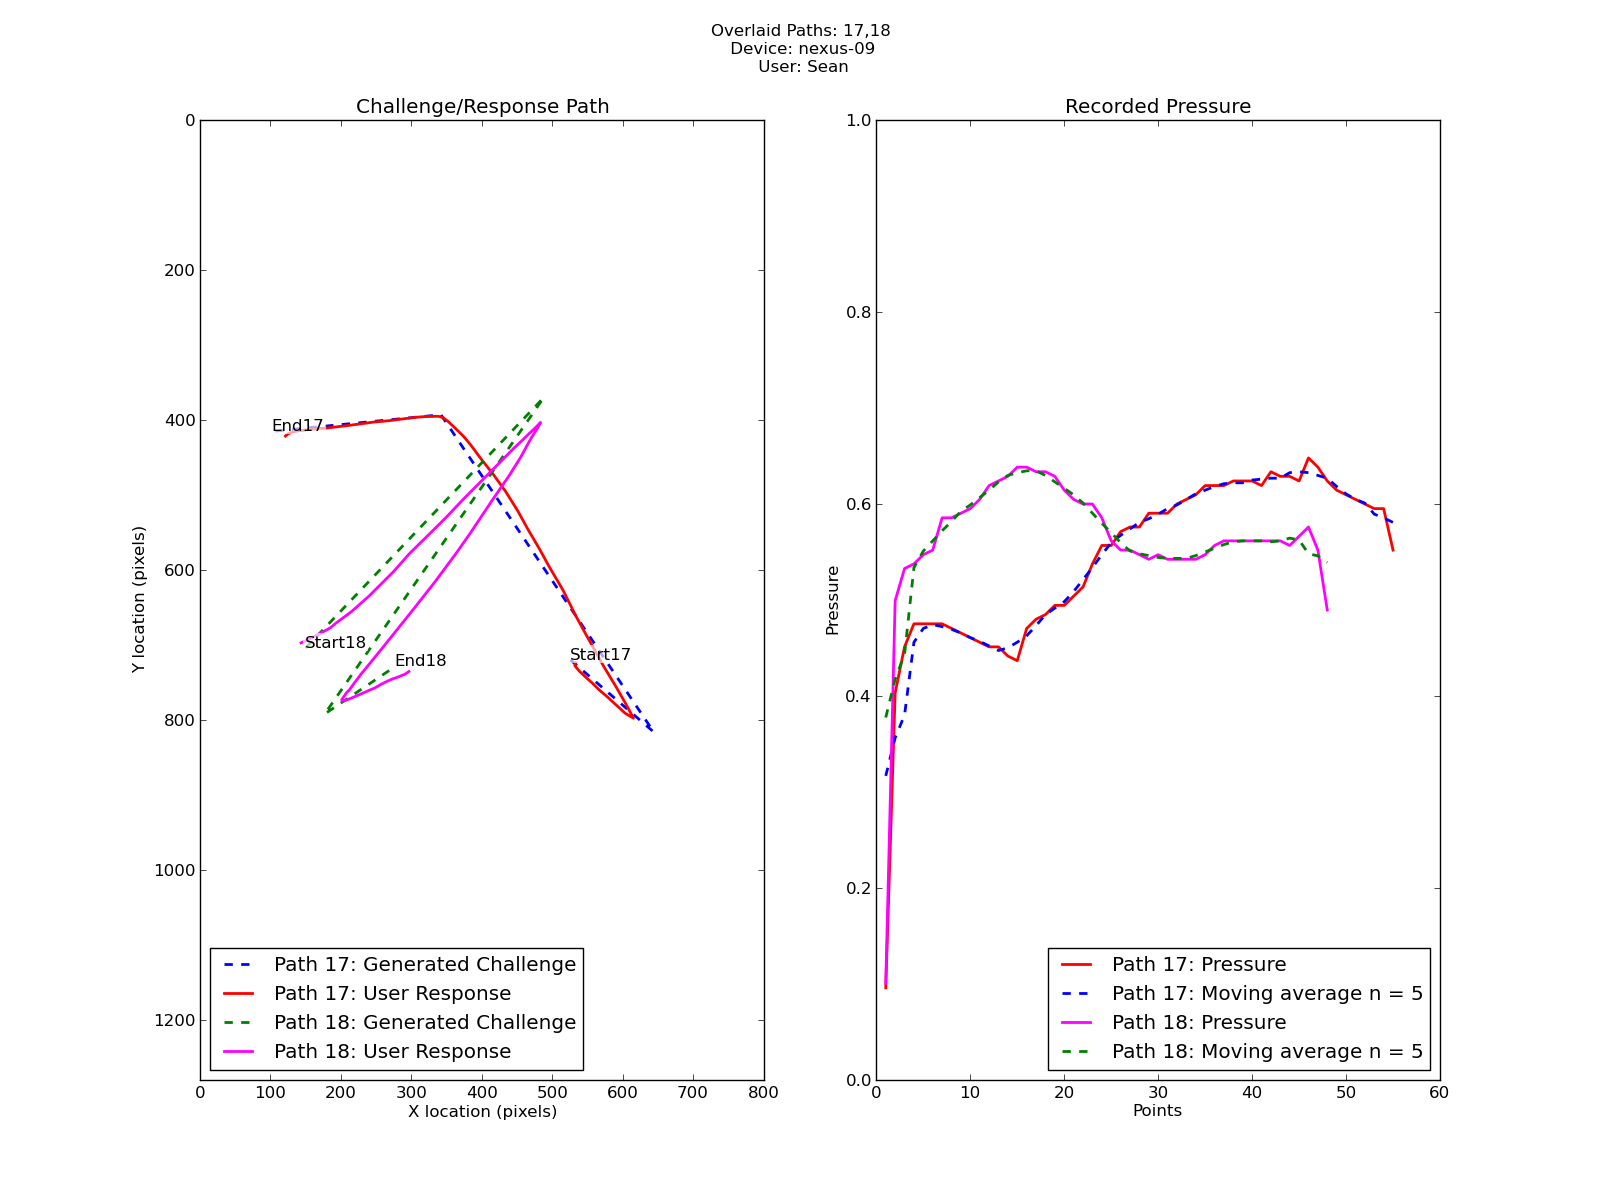 Overlaid Paths: 17,18
Device: nexus-09
User: Sean
Challenge/Response Path
0
200
400
600
800
1000
1200
Y location (pixels)
End17
Start18
End18
Start17
Path 17: Generated Challenge
Path 17: User Response
Path 18: Generated Challenge
Path 18: User Response
0 100 200 300 400 500 600 700 800
X location (pixels)
Recorded Pressure
1.0
0.8
0.6
0.4
0.2
0.0
Pressure
Path 17: Pressure
Path 17: Moving average n = 5
Path 18: Pressure
Path 18: Moving average n = 5
0 10 20 30 40 50 60
Points